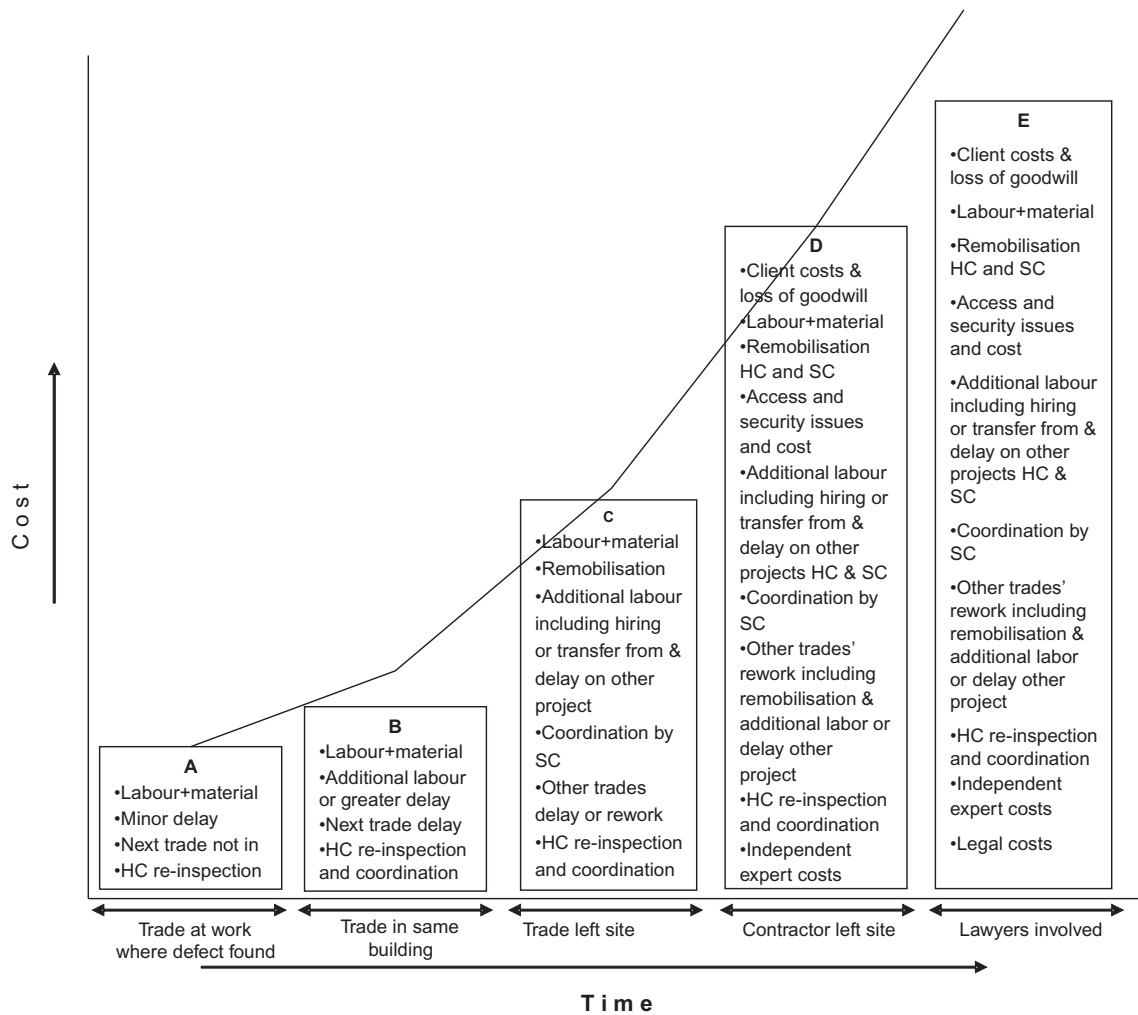 Cost
A
•Labour+material
•Minor delay
•Next trade not in
•HC re-inspection
B
•Labour+material
•Additional labour
or greater delay
•Next trade delay
•HC re-inspection
and coordination
C
•Labour+material
•Remobilisation
•Additional labour
including hiring
or transfer from &
delay on other
project
•Coordination by
SC
•Other trades
delay or rework
•HC re-inspection
and coordination
D
•Client costs &
loss of goodwill
•Labour+material
•Remobilisation
HC and SC
•Access and
security issues
and cost
•Additional labour
including hiring or
transfer from &
delay on other
projects HC & SC
•Coordination by
SC
•Other trades’
rework including
remobilisation &
additional labor or
delay other
project
•HC re-inspection
and coordination
•Independent
expert costs
E
•Client costs &
loss of goodwill
•Labour+material
•Remobilisation
HC and SC
•Access and
security issues
and cost
•Additional labour
including hiring
or transfer from &
delay on other
projects HC &
SC
•Coordination by
SC
•Other trades’
rework including
remobilisation &
additional labor
or delay other
project
•HC re-inspection
and coordination
•Independent
expert costs
•Legal costs
Trade at work
where defect found
Trade in same
building
Trade left site
Contractor left site
Lawyers involved
Time